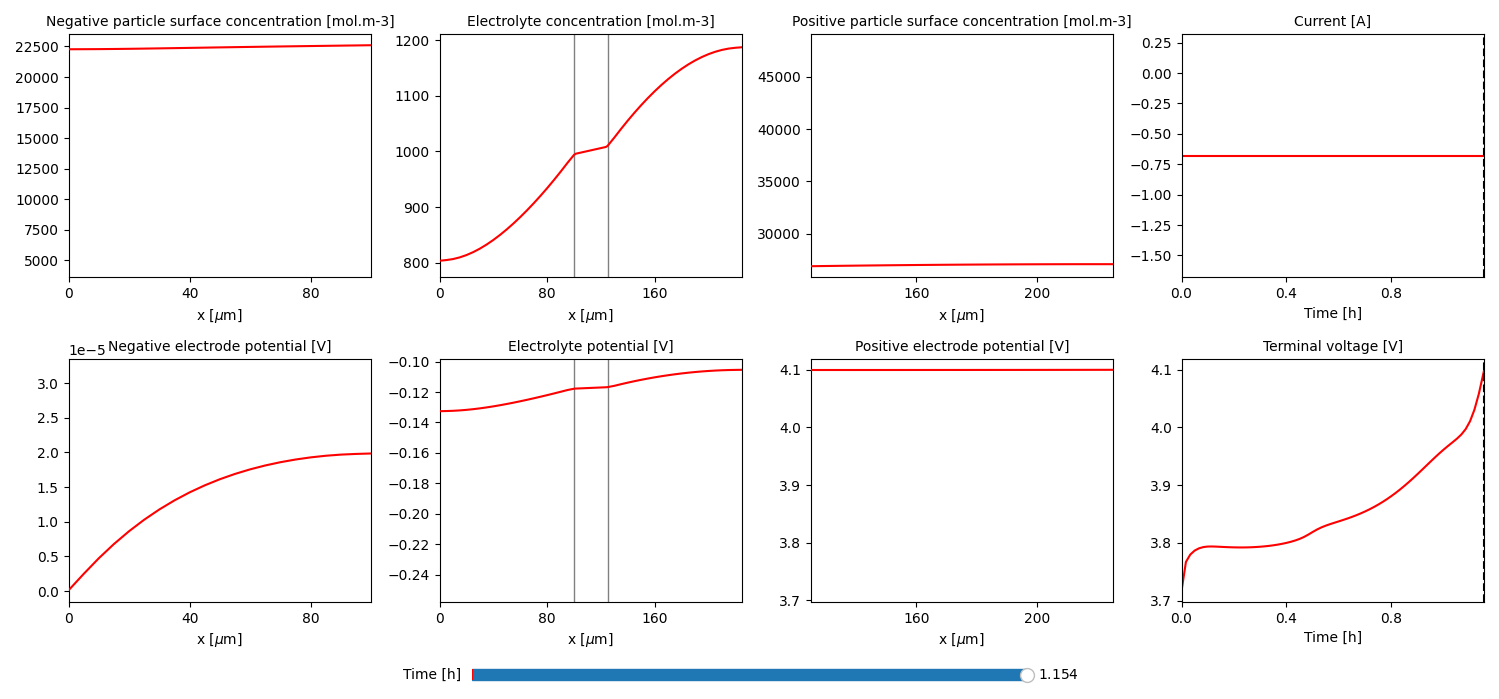 Negative particle surface concentration [mol.m-3]
22500
20000
17500
15000
12500
10000
7500
5000
0 40 80
x [μm]
Electrolyte concentration [mol.m-3]
1200
1100
1000
900
800
0 80 160
x [μm]
Positive particle surface concentration [mol.m-3]
45000
40000
35000
30000
160 200
x [μm]
Current [A]
0.25
0.00
−0.25
−0.50
−0.75
−1.00
−1.25
−1.50
0.0 0.4 0.8
Time [h]
1e−5 Negative electrode potential [V]
3.0
2.5
2.0
1.5
1.0
0.5
0.0
0 40 80
x [μm]
Electrolyte potential [V]
−0.10
−0.12
−0.14
−0.16
−0.18
−0.20
−0.22
−0.24
0 80 160
x [μm]
Positive electrode potential [V]
4.1
4.0
3.9
3.8
3.7
160 200
x [μm]
Terminal voltage [V]
4.1
4.0
3.9
3.8
3.7
0.0 0.4 0.8
Time [h]
Time [h] 1.154